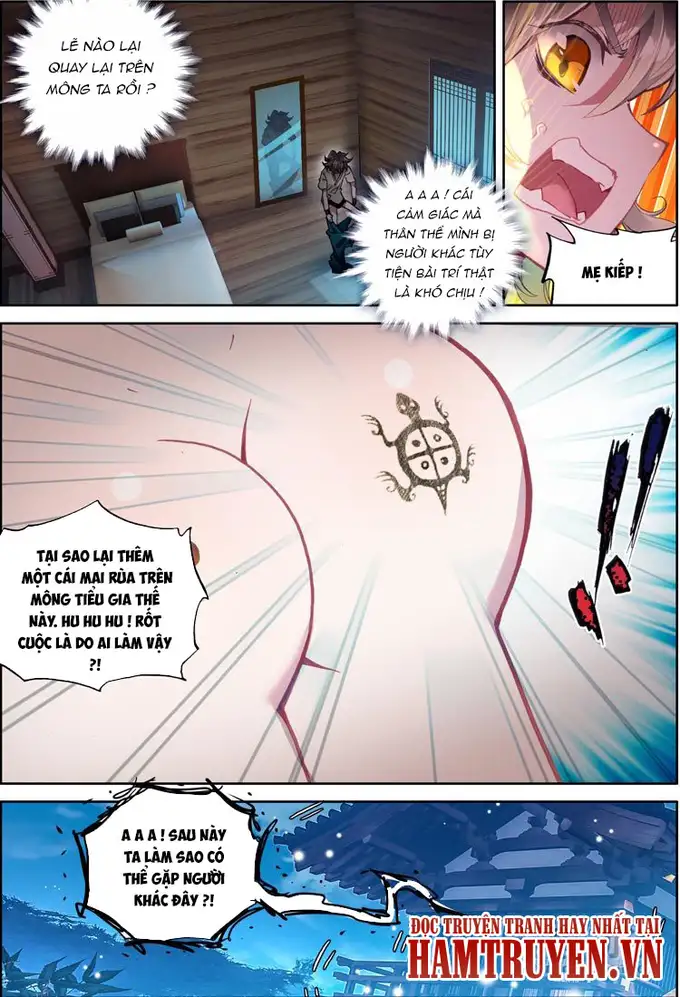 LẼ NÀO LẠI
QUAY LẠI TRÊN
MÔNG TA RỒI ?
A A A ! CÁI
CẢM GIÁC MÀ
THÂN THỂ MÌNH BỊ
NGƯỜI KHÁC TÙY
TIỆN BÀI TRÍ THẬT
LÀ KHÓ CHỊU !
MẸ KIẾP !
TẠI SAO LẠI THÊM
MỘT CÁI MAI RÙA TRÊN
MÔNG TIỂU GIA THẾ
NÀY. HU HU HU ! RỐT
CUỘC LÀ DO AI LÀM VẬY
?!
A A A ! SAU NÀY
TA LÀM SAO CÓ
THỂ GẶP NGƯỜI
KHÁC ĐÂY ?!
ĐỌC TRUYỆN TRANH HAY NHẤT TẠI
HAMTRUYEN.VN